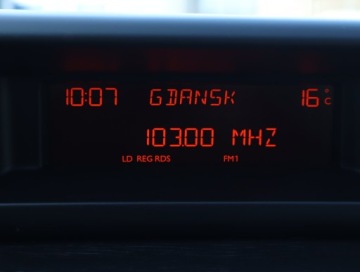 10:07 GDANSK 16 °C
103.00 MHZ
LD REG RDS FM1